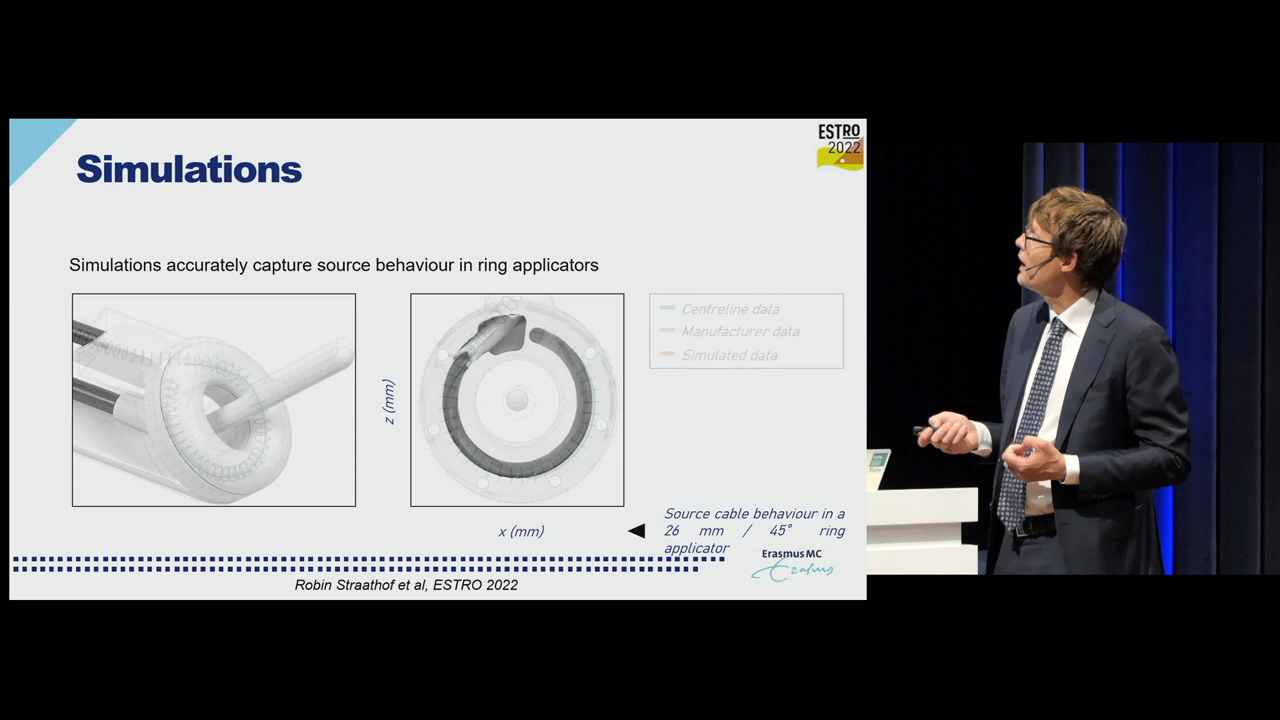 ESTRO
2022
Simulations
Simulations accurately capture source behaviour in ring applicators
Centreline data
Manufacturer data
Simulated data
z (mm)
x (mm)
Source cable behaviour in a
26 mm / 45° ring
applicator
Erasmus MC
Erasmus
Robin Straathof et al, ESTRO 2022